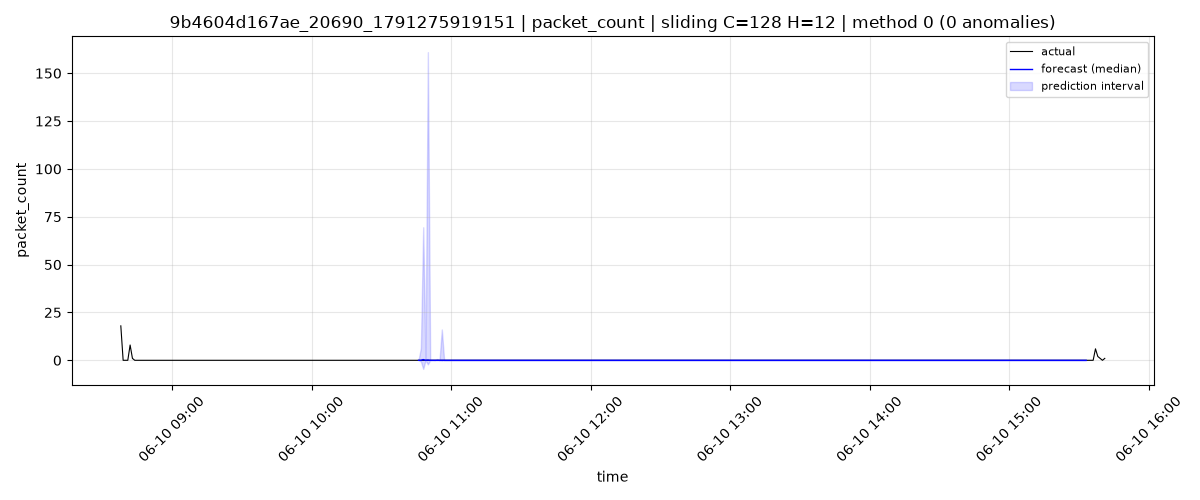 9b4604d167ae_20690_1791275919151 | packet_count | sliding C=128 H=12 | method 0 (0 anomalies)
actual
forecast (median)
prediction interval
packet_count
150
125
100
75
50
25
0
06-10 09:00
06-10 10:00
06-10 11:00
06-10 12:00
06-10 13:00
06-10 14:00
06-10 15:00
06-10 16:00
time